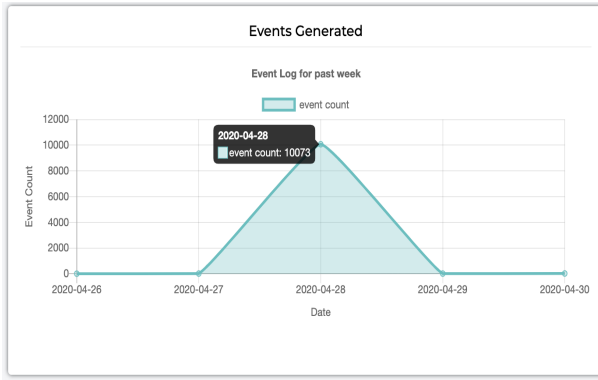 Events Generated
Event Log for past week
event count
12000
10000
8000
6000
4000
2000
0
Event Count
2020-04-28
event count: 10073
2020-04-26
2020-04-27
2020-04-28
2020-04-29
2020-04-30
Date